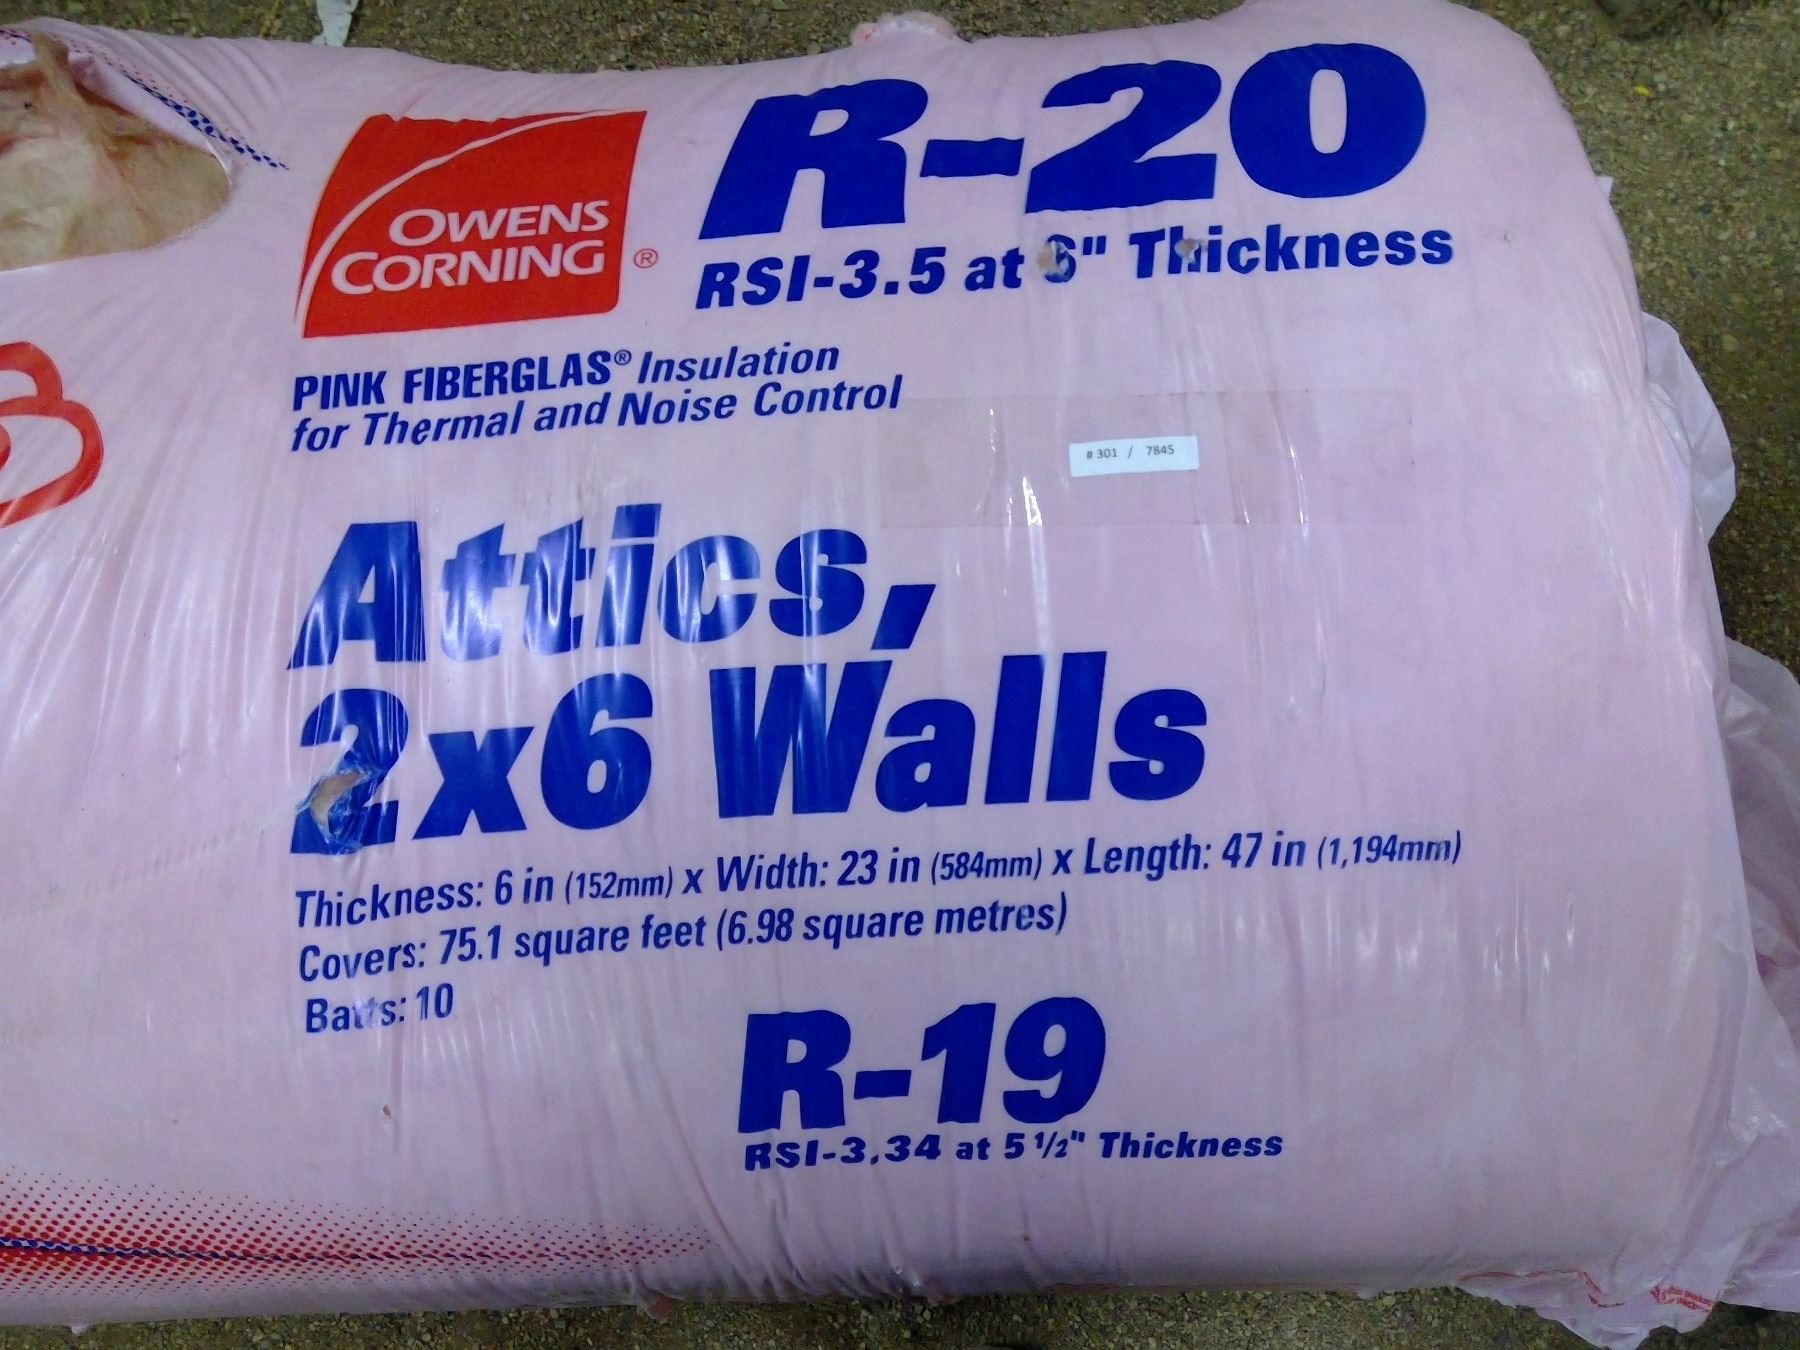 OWENS
CORNING ®
R-20
RSI-3.5 at 6" Thickness
PINK FIBERGLAS® Insulation
for Thermal and Noise Control
# 301 / 7845
Attics,
2x6 Walls
Thickness: 6 in (152mm) x Width: 23 in (584mm) x Length: 47 in (1,194mm)
Covers: 75.1 square feet (6.98 square metres)
Batts: 10
R-19
RSI-3.34 at 5 1/2" Thickness